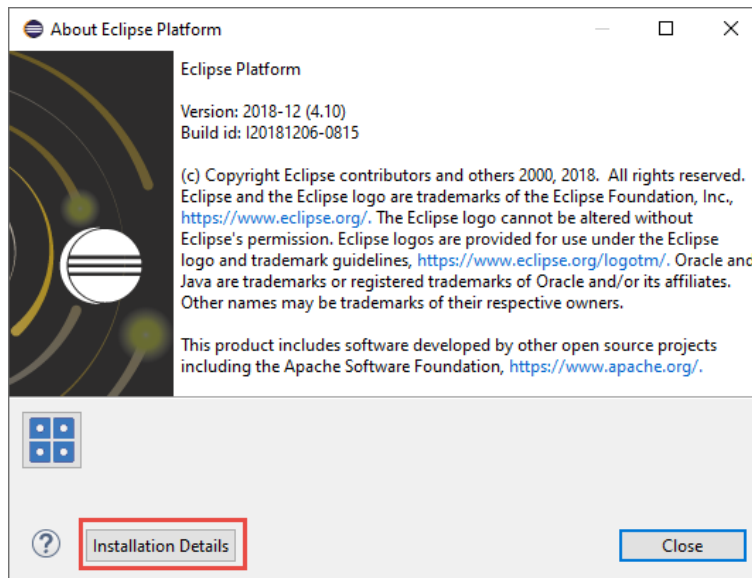 About Eclipse Platform
Eclipse Platform
Version: 2018-12 (4.10)
Build id: I20181206-0815
(c) Copyright Eclipse contributors and others 2000, 2018.  All rights reserved.
Eclipse and the Eclipse logo are trademarks of the Eclipse Foundation, Inc.,
https://www.eclipse.org/. The Eclipse logo cannot be altered without
Eclipse's permission. Eclipse logos are provided for use under the Eclipse
logo and trademark guidelines, https://www.eclipse.org/logotm/. Oracle and
Java are trademarks or registered trademarks of Oracle and/or its affiliates.
Other names may be trademarks of their respective owners.
This product includes software developed by other open source projects
including the Apache Software Foundation, https://www.apache.org/.
?
Installation Details
Close